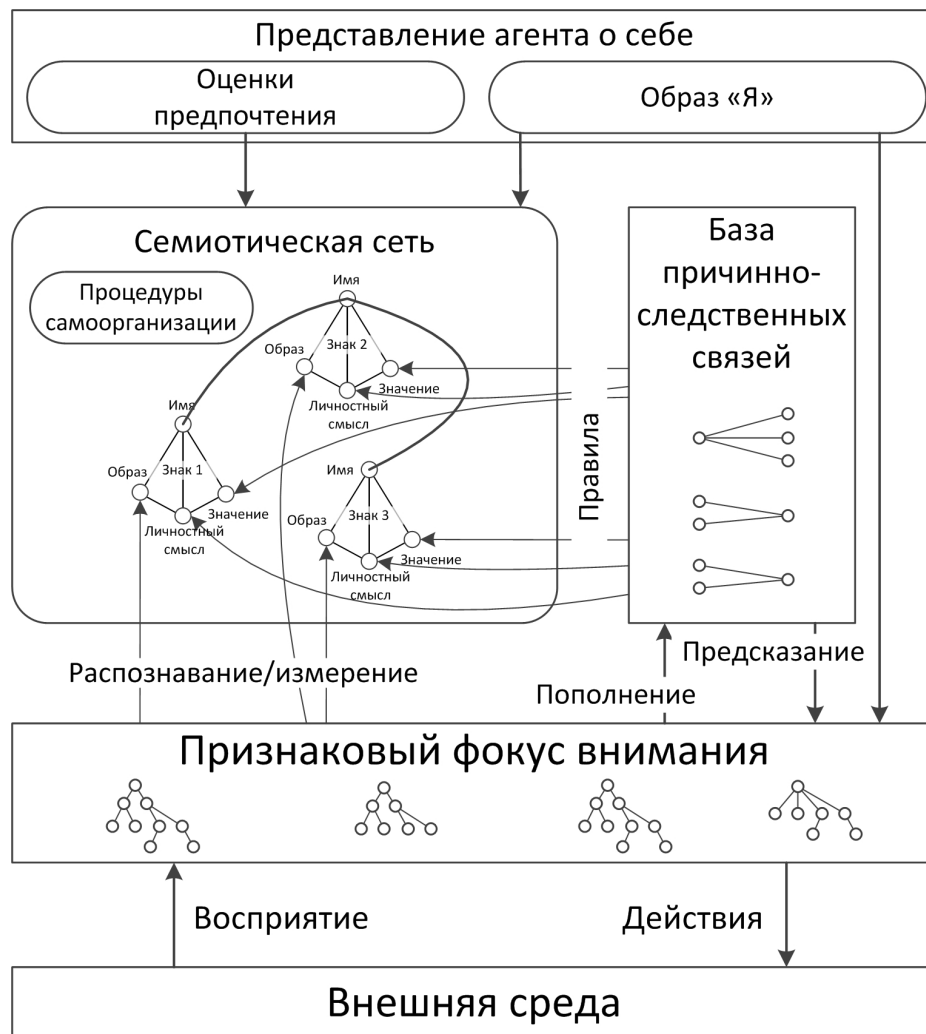 Представление агента о себе
Оценки
предпочтения
Образ «Я»
Семиотическая сеть
Процедуры
самоорганизации
Имя
Образ
Знак 2
Значение
Личностный
смысл
Имя
Образ
Знак 1
Значение
Личностный
смысл
Имя
Образ
Знак 3
Значение
Личностный
смысл
Правила
База
причинно-
следственных
связей
Распознавание/измерение
Пополнение
Предсказание
Признаковый фокус внимания
Восприятие
Действия
Внешняя среда